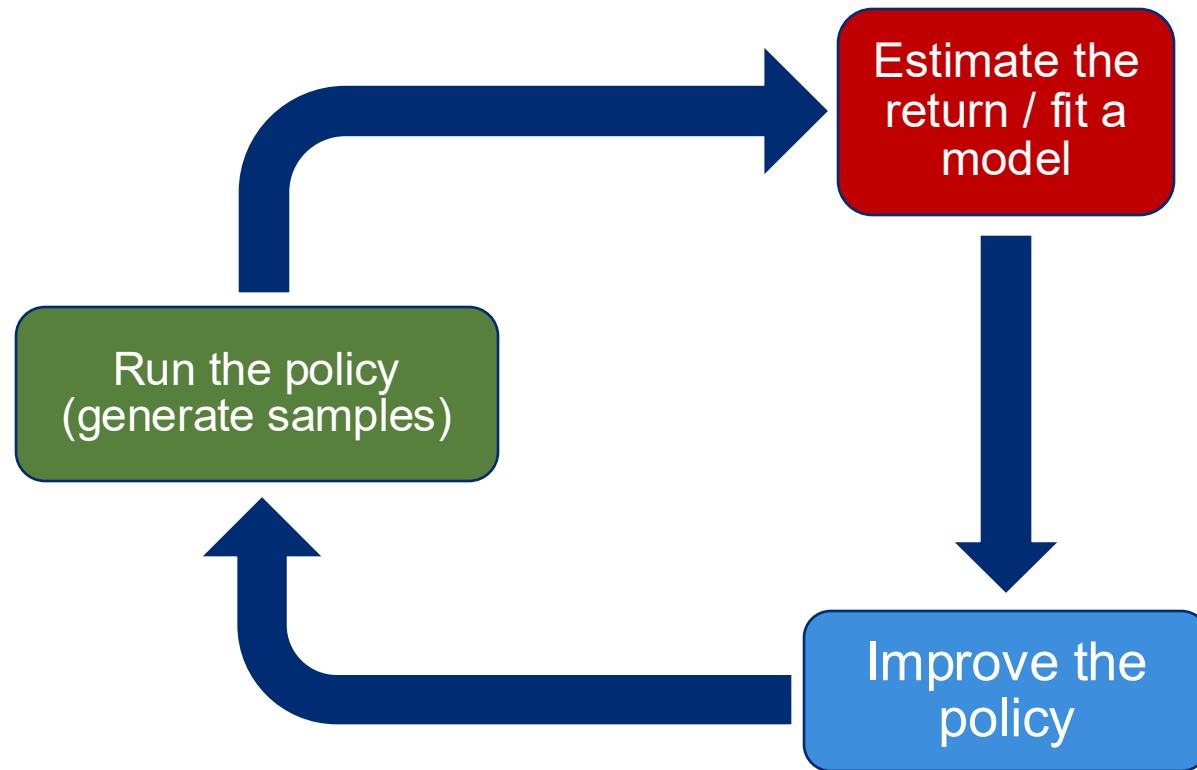 Estimate the
return / fit a
model
Run the policy
(generate samples)
Improve the
policy